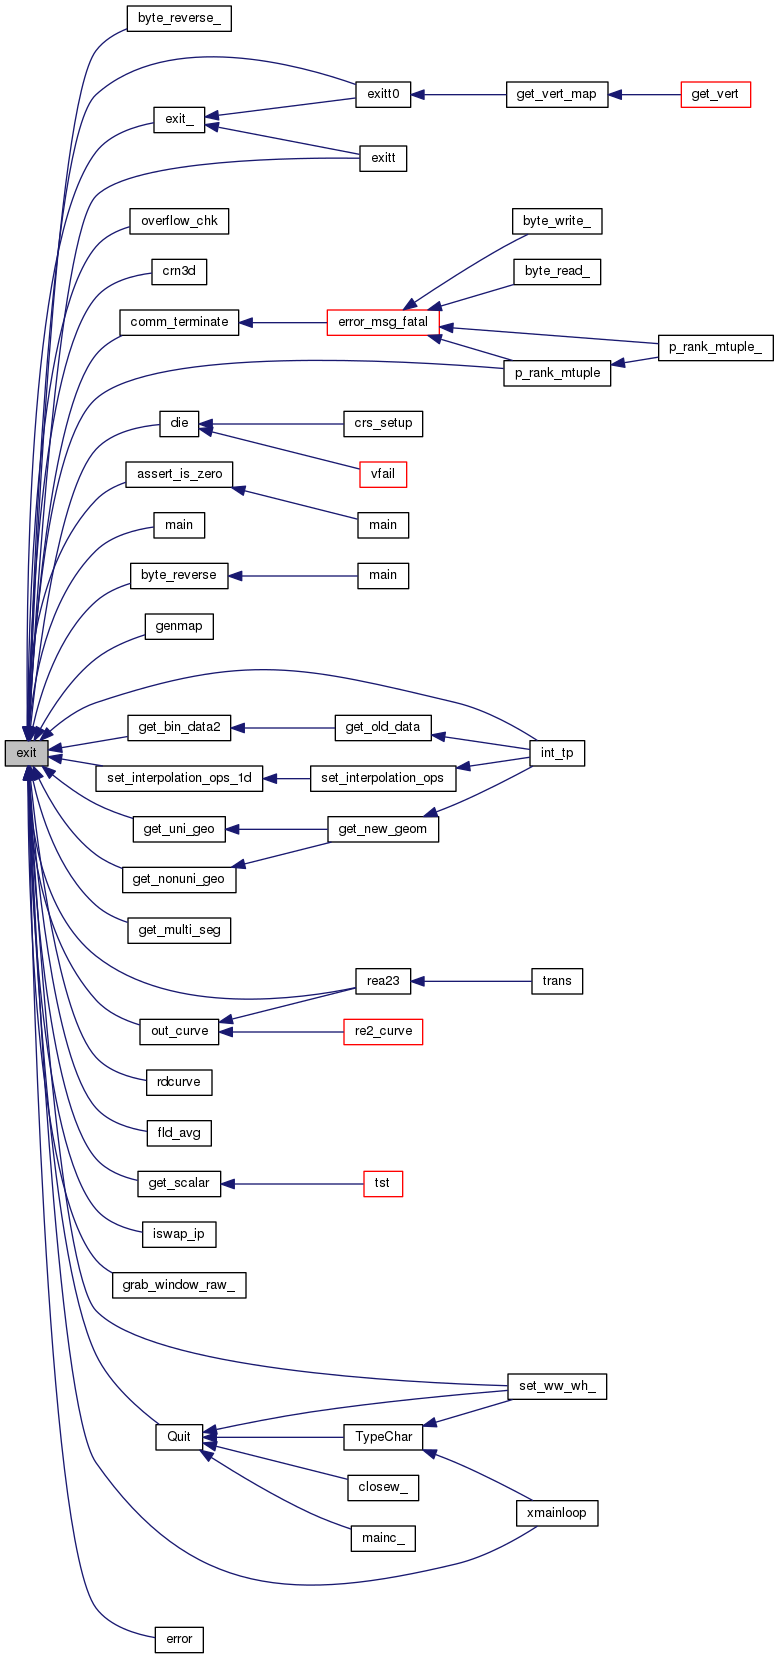 byte_reverse_
exitt0
get_vert_map
get_vert
exit_
exitt
overflow_chk
byte_write_
crn3d
byte_read_
comm_terminate
error_msg_fatal
p_rank_mtuple_
p_rank_mtuple
die
crs_setup
assert_is_zero
vfail
main
main
byte_reverse
main
genmap
get_bin_data2
get_old_data
exit
int_tp
set_interpolation_ops_1d
set_interpolation_ops
get_uni_geo
get_new_geom
get_nonuni_geo
get_multi_seg
rea23
trans
out_curve
re2_curve
rdcurve
fld_avg
get_scalar
tst
iswap_ip
grab_window_raw_
set_ww_wh_
Quit
TypeChar
closew_
xmainloop
mainc_
error